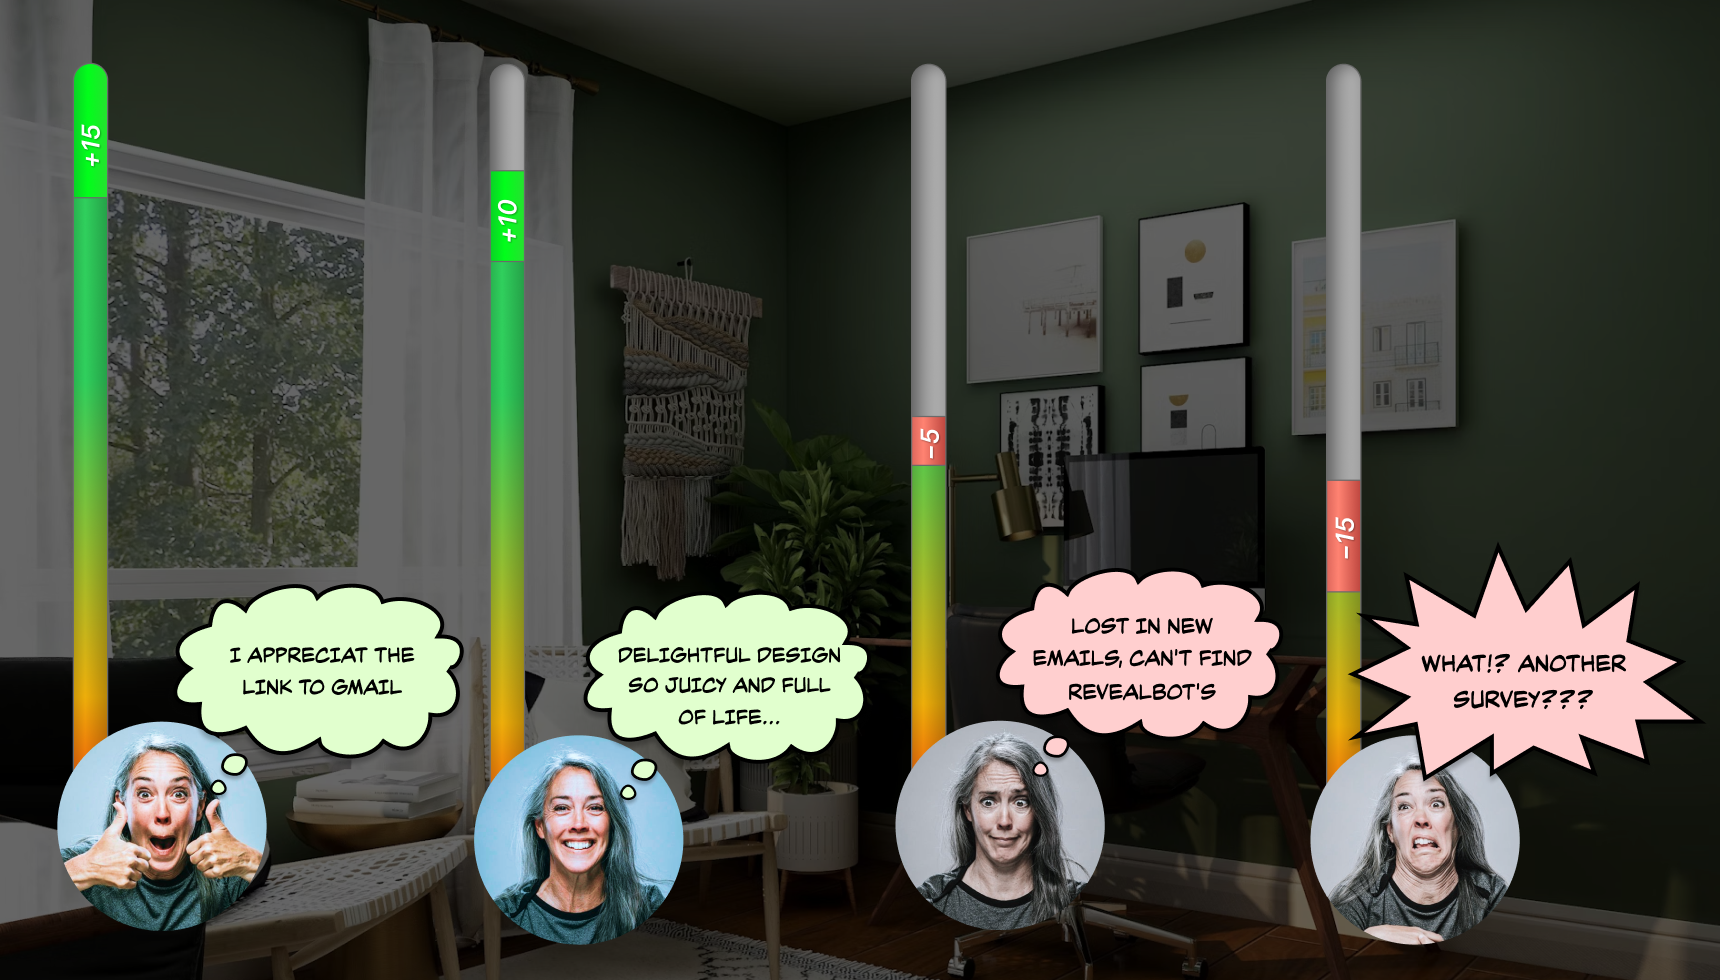 +15
+10
-5
-15
I APPRECIAT THE
LINK TO GMAIL
DELIGHTFUL DESIGN
SO JUICY AND FULL
OF LIFE...
LOST IN NEW
EMAILS, CAN'T FIND
REVEALBOT'S
WHAT!? ANOTHER
SURVEY???